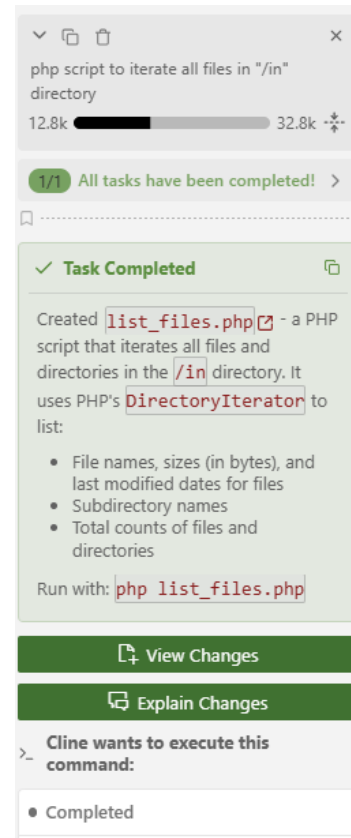 php script to iterate all files in "/in"
directory
12.8k 32.8k
1/1 All tasks have been completed!
Task Completed
Created list_files.php - a PHP
script that iterates all files and
directories in the /in directory. It
uses PHP's DirectoryIterator to
list:
File names, sizes (in bytes), and
last modified dates for files
Subdirectory names
Total counts of files and
directories
Run with: php list_files.php
View Changes
Explain Changes
Cline wants to execute this
command:
Completed